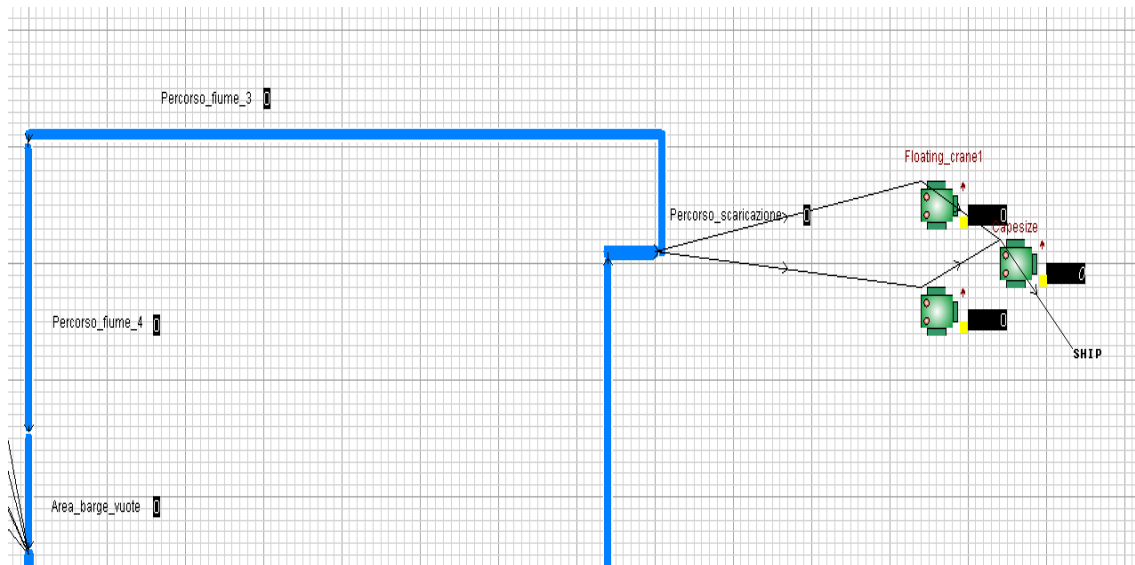 Percorso_fiume_3 0
Floating_crane1
Percorso_scaricazione 0
0
Capesize
0
Percorso_fiume_4 0
0
SHIP
Area_barge_vuote 0